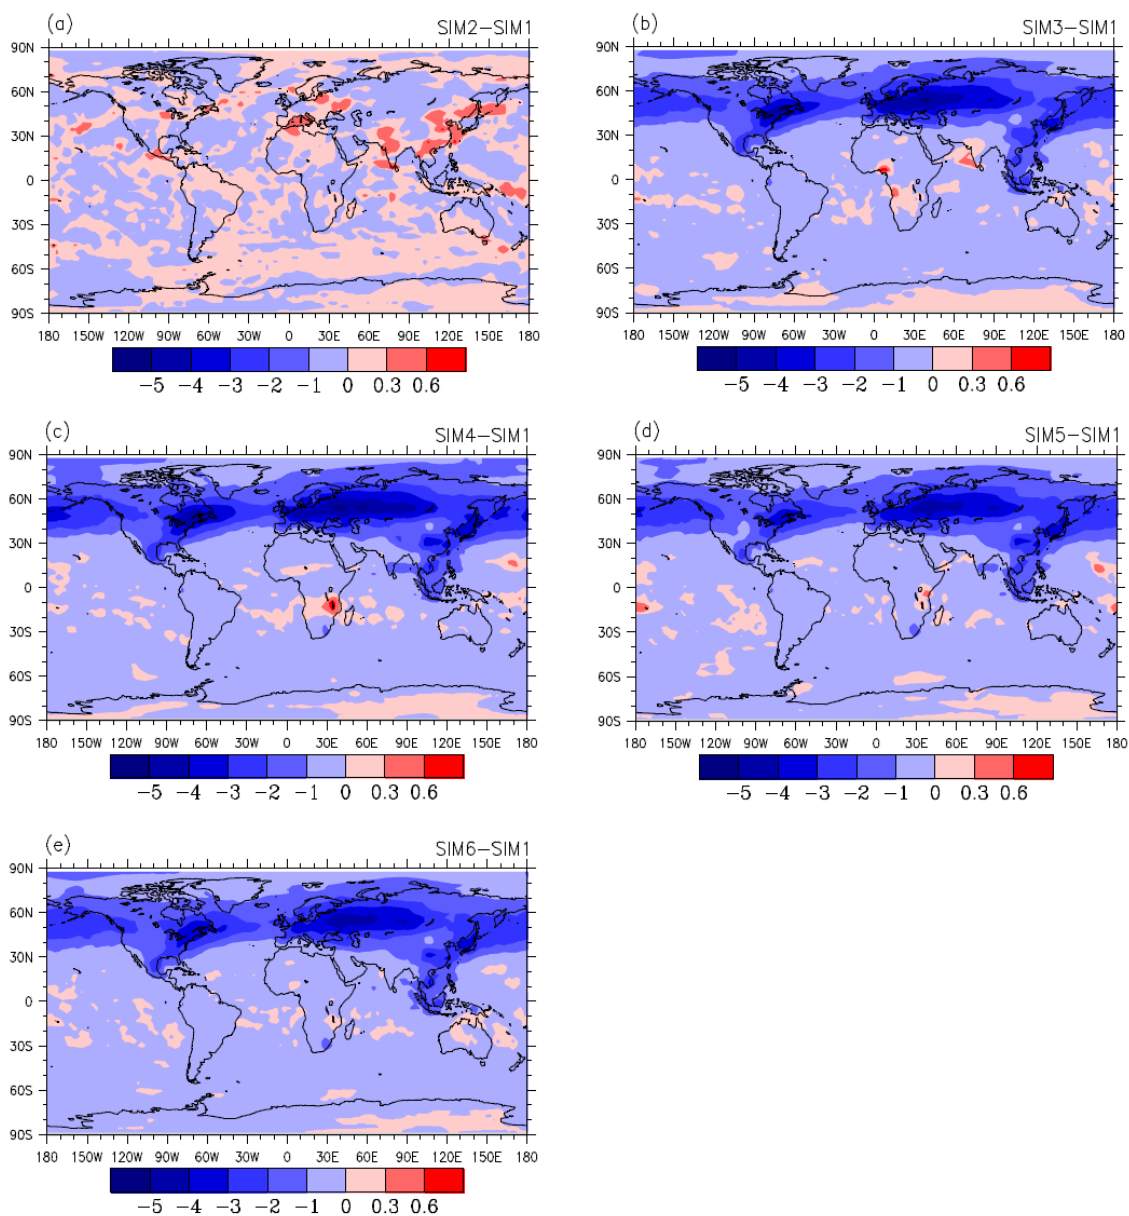 (a) SIM2−SIM1
90N
60N
30N
0
30S
60S
90S
180 150W 120W 90W 60W 30W 0 30E 60E 90E 120E 150E 180
−5 −4 −3 −2 −1 0 0.3 0.6
(b) SIM3−SIM1
90N
60N
30N
0
30S
60S
90S
180 150W 120W 90W 60W 30W 0 30E 60E 90E 120E 150E 180
−5 −4 −3 −2 −1 0 0.3 0.6
(c) SIM4−SIM1
90N
60N
30N
0
30S
60S
90S
180 150W 120W 90W 60W 30W 0 30E 60E 90E 120E 150E 180
−5 −4 −3 −2 −1 0 0.3 0.6
(d) SIM5−SIM1
90N
60N
30N
0
30S
60S
90S
180 150W 120W 90W 60W 30W 0 30E 60E 90E 120E 150E 180
−5 −4 −3 −2 −1 0 0.3 0.6
(e) SIM6−SIM1
90N
60N
30N
0
30S
60S
90S
180 150W 120W 90W 60W 30W 0 30E 60E 90E 120E 150E 180
−5 −4 −3 −2 −1 0 0.3 0.6